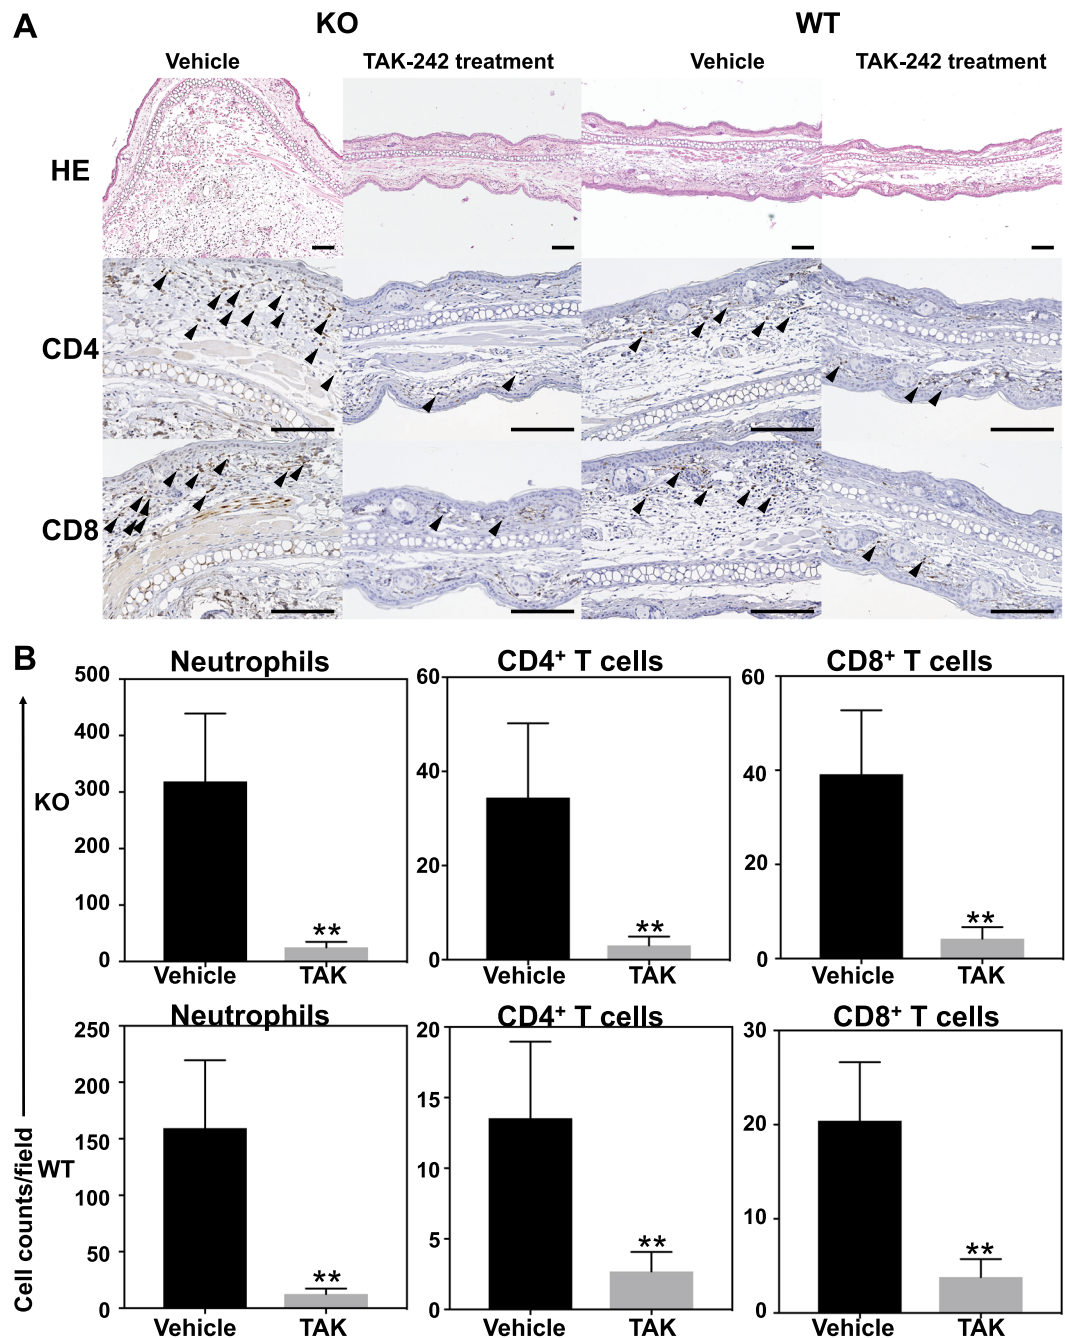 A
KO
WT
Vehicle
TAK-242 treatment
Vehicle
TAK-242 treatment
HE
CD4
CD8
B
Neutrophils
CD4⁺ T cells
CD8⁺ T cells
500
400
300
200
100
0
60
40
20
0
60
40
20
0
KO
**
**
**
Vehicle
TAK
Vehicle
TAK
Vehicle
TAK
Neutrophils
CD4⁺ T cells
CD8⁺ T cells
250
200
150
100
50
0
20
15
10
5
0
30
20
10
0
WT
Cell counts/field
**
**
**
Vehicle
TAK
Vehicle
TAK
Vehicle
TAK